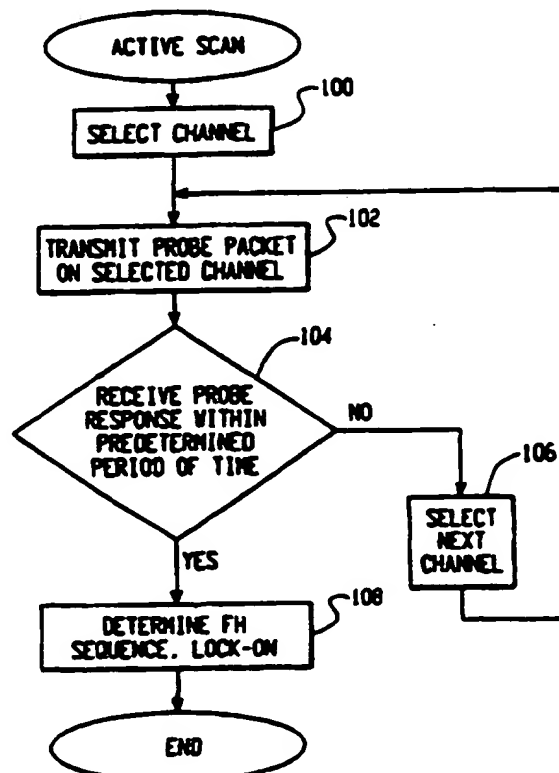 ACTIVE SCAN
100
SELECT CHANNEL
102
TRANSMIT PROBE PACKET
ON SELECTED CHANNEL
104
RECEIVE PROBE
RESPONSE WITHIN
PREDETERMINED
PERIOD OF TIME
NO
106
SELECT
NEXT
CHANNEL
YES
108
DETERMINE FH
SEQUENCE. LOCK-ON
END